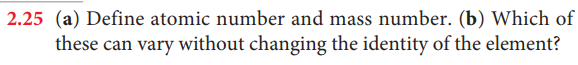 2.25 (a) Define atomic number and mass number. (b) Which of
these can vary without changing the identity of the element?